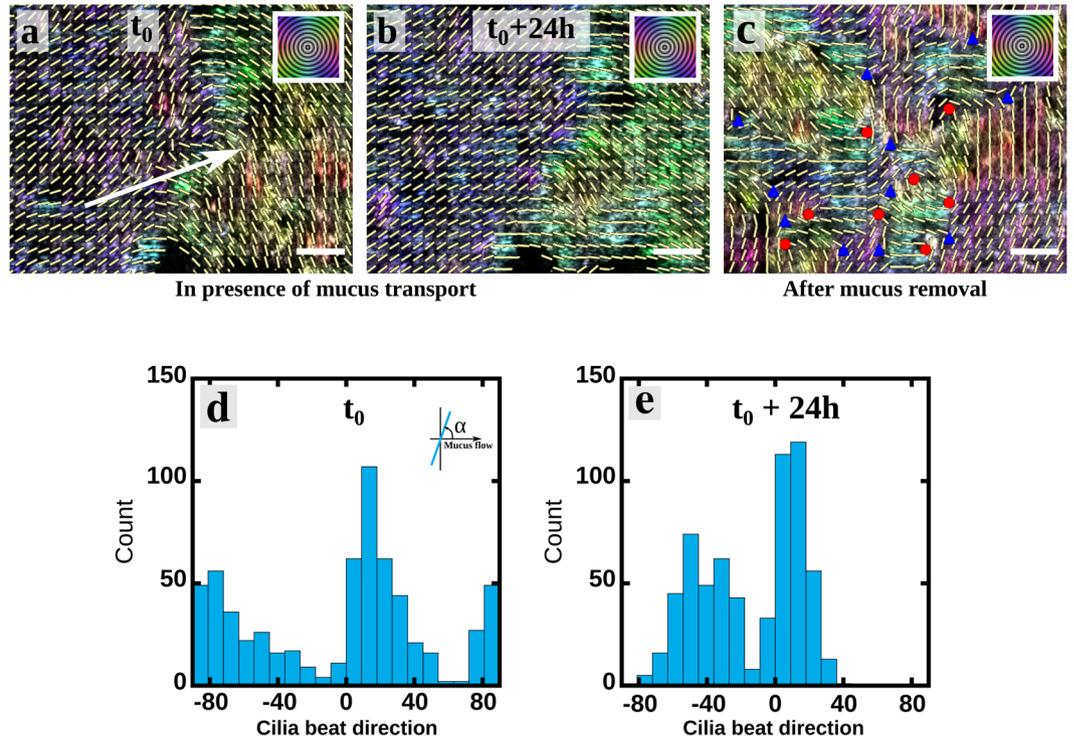 a
t₀
b
t₀+24h
c
In presence of mucus transport
After mucus removal
d
t₀
α
Mucus flow
150
100
50
0
Count
-80 -40 0 40 80
Cilia beat direction
e
t₀ + 24h
150
100
50
0
Count
-80 -40 0 40 80
Cilia beat direction